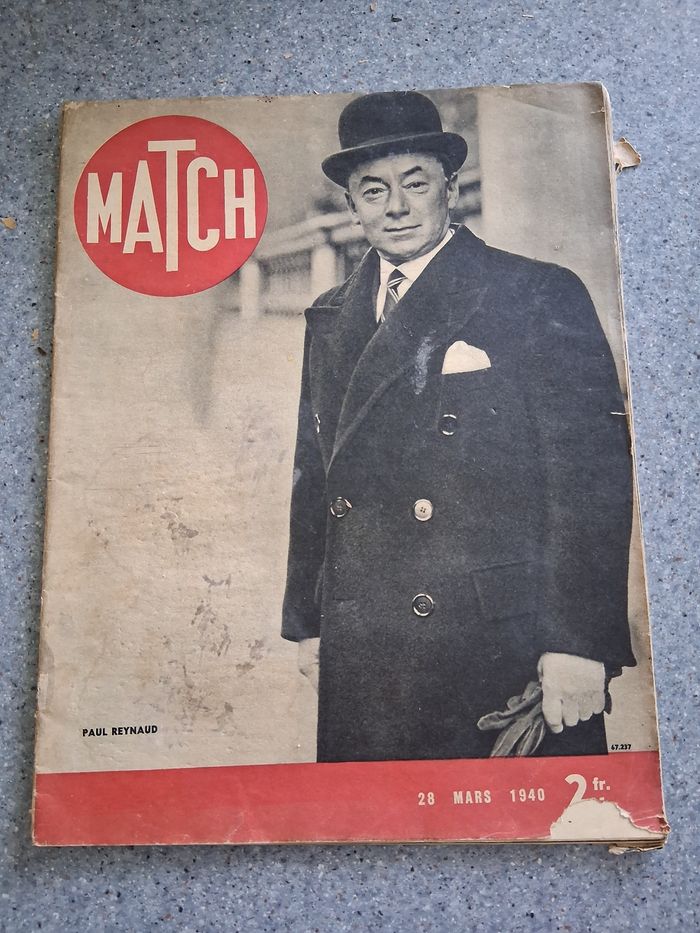 MATCH
PAUL REYNAUD
67.237
28 MARS 1940
2 fr.